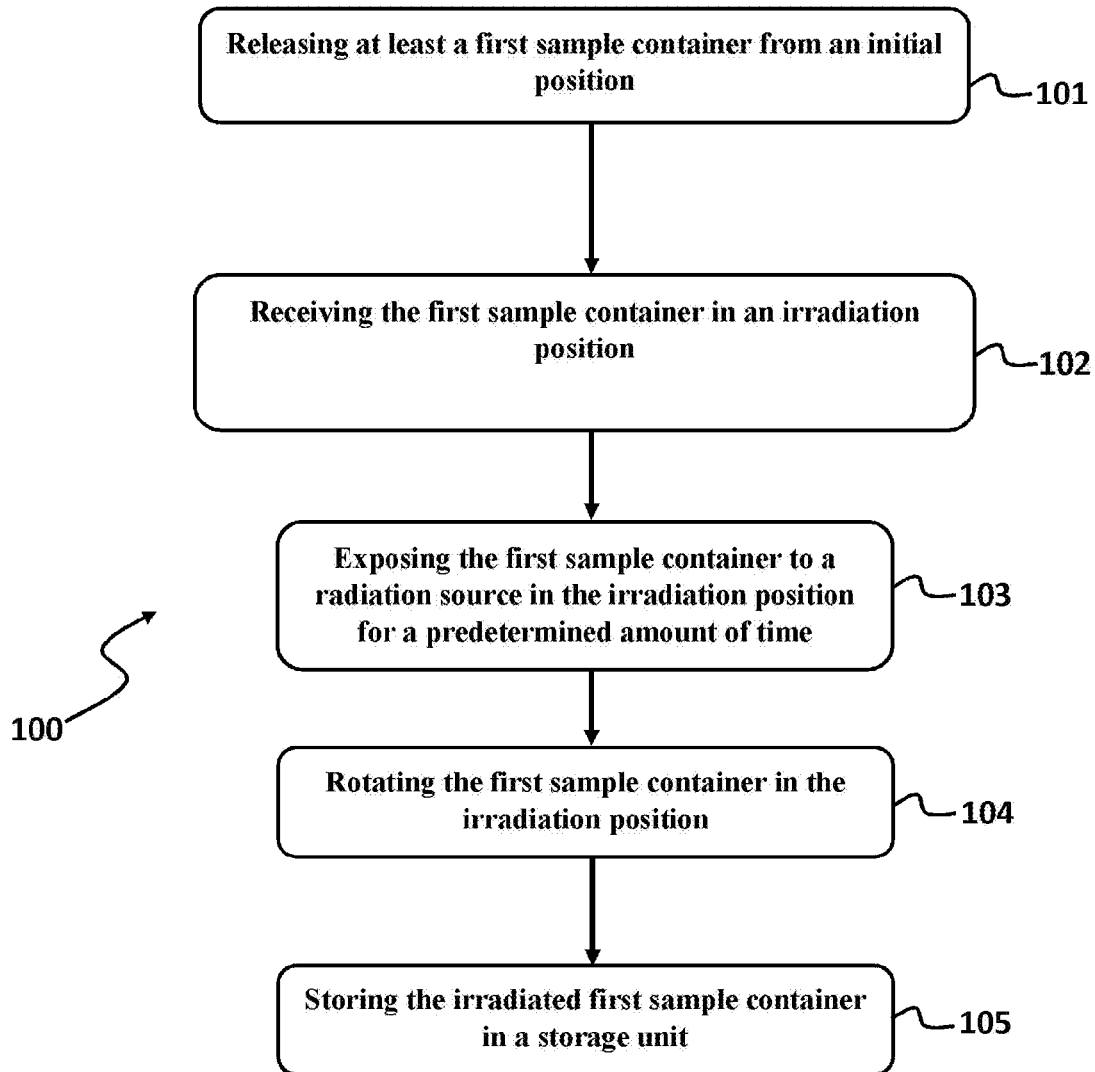 Releasing at least a first sample container from an initial
position
101
Receiving the first sample container in an irradiation
position
102
Exposing the first sample container to a
radiation source in the irradiation position
for a predetermined amount of time
103
100
Rotating the first sample container in the
irradiation position
104
Storing the irradiated first sample container
in a storage unit
105